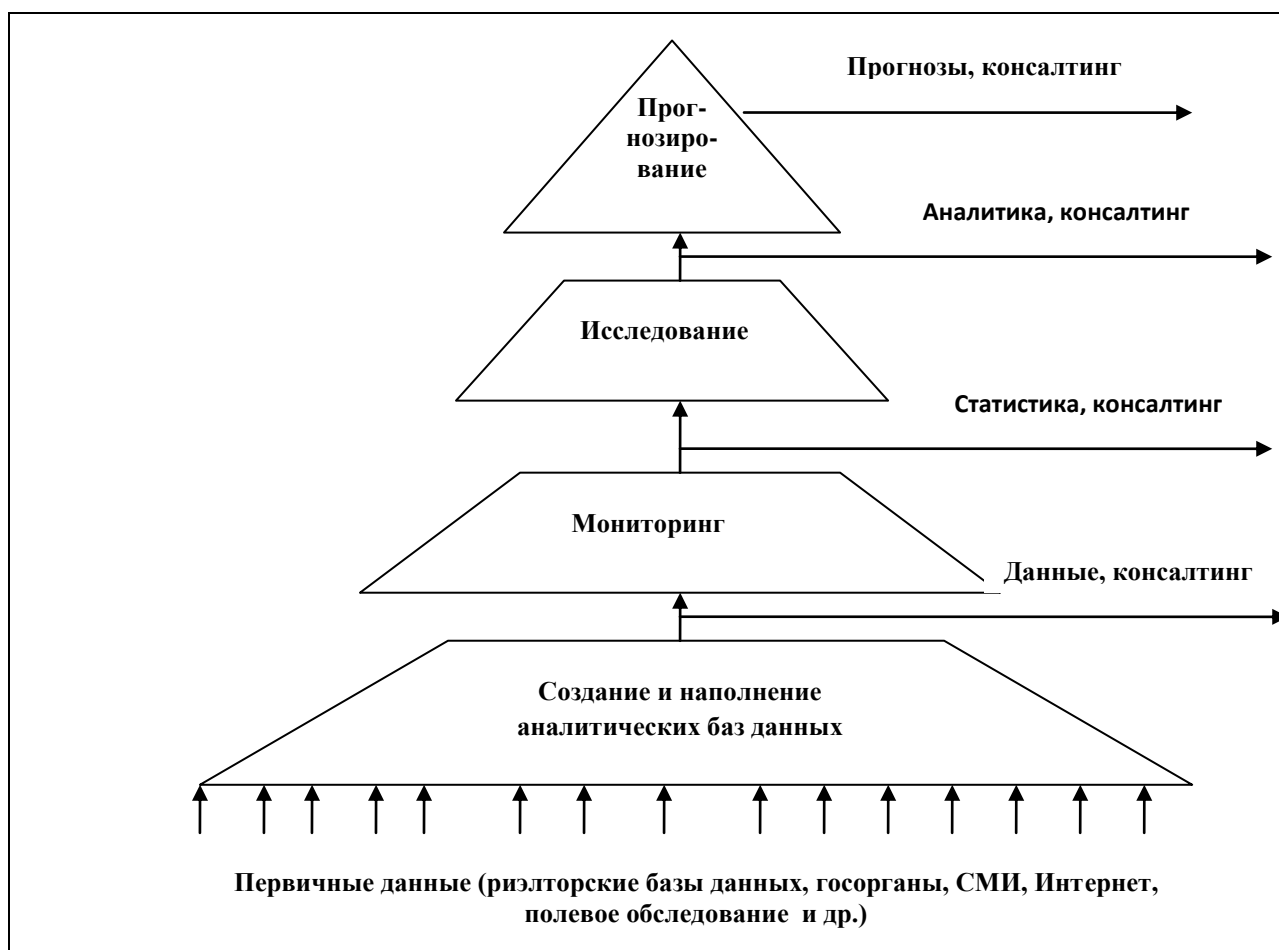 Прогнозы, консалтинг
Прог-
нозиро-
вание
Аналитика, консалтинг
Исследование
Статистика, консалтинг
Мониторинг
Данные, консалтинг
Создание и наполнение
аналитических баз данных
Первичные данные (риэлторские базы данных, госорганы, СМИ, Интернет,
полевое обследование и др.)